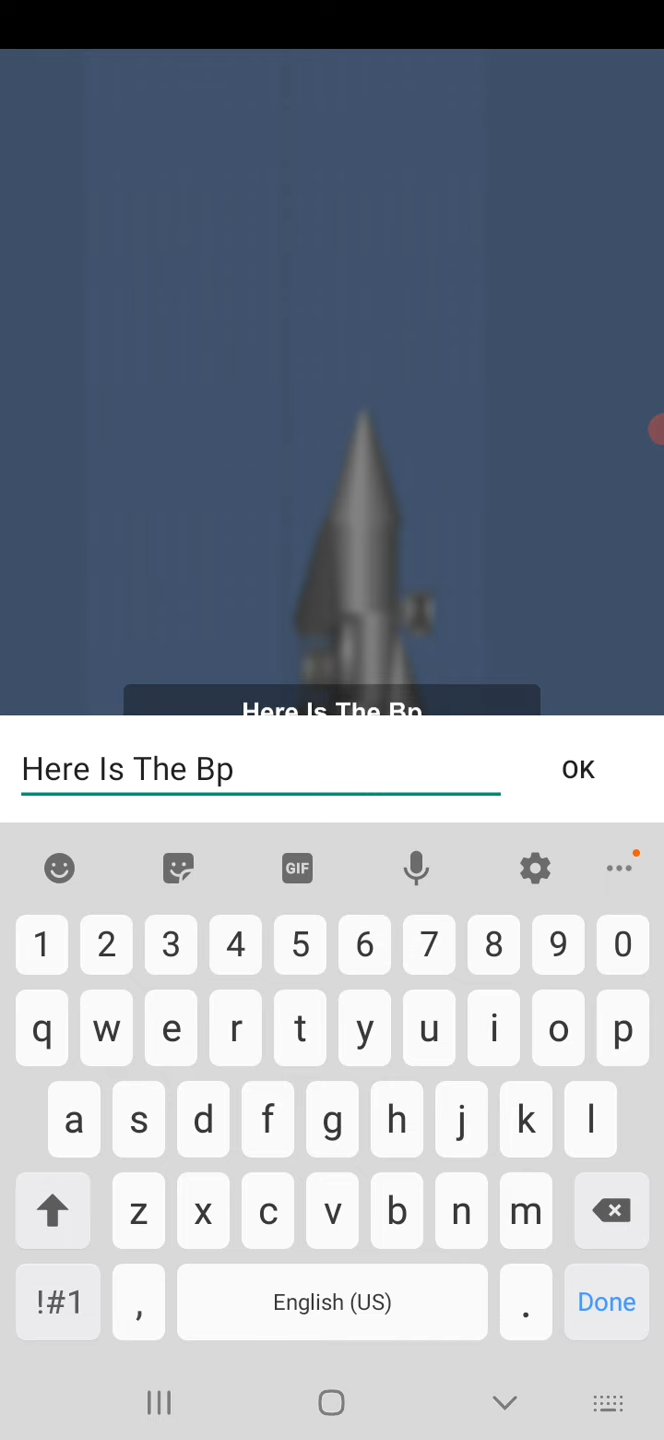 Here Is The Bp
Here Is The Bp
OK
GIF
1 2 3 4 5 6 7 8 9 0
q w e r t y u i o p
a s d f g h j k l
z x c v b n m
!#1 , English (US) . Done